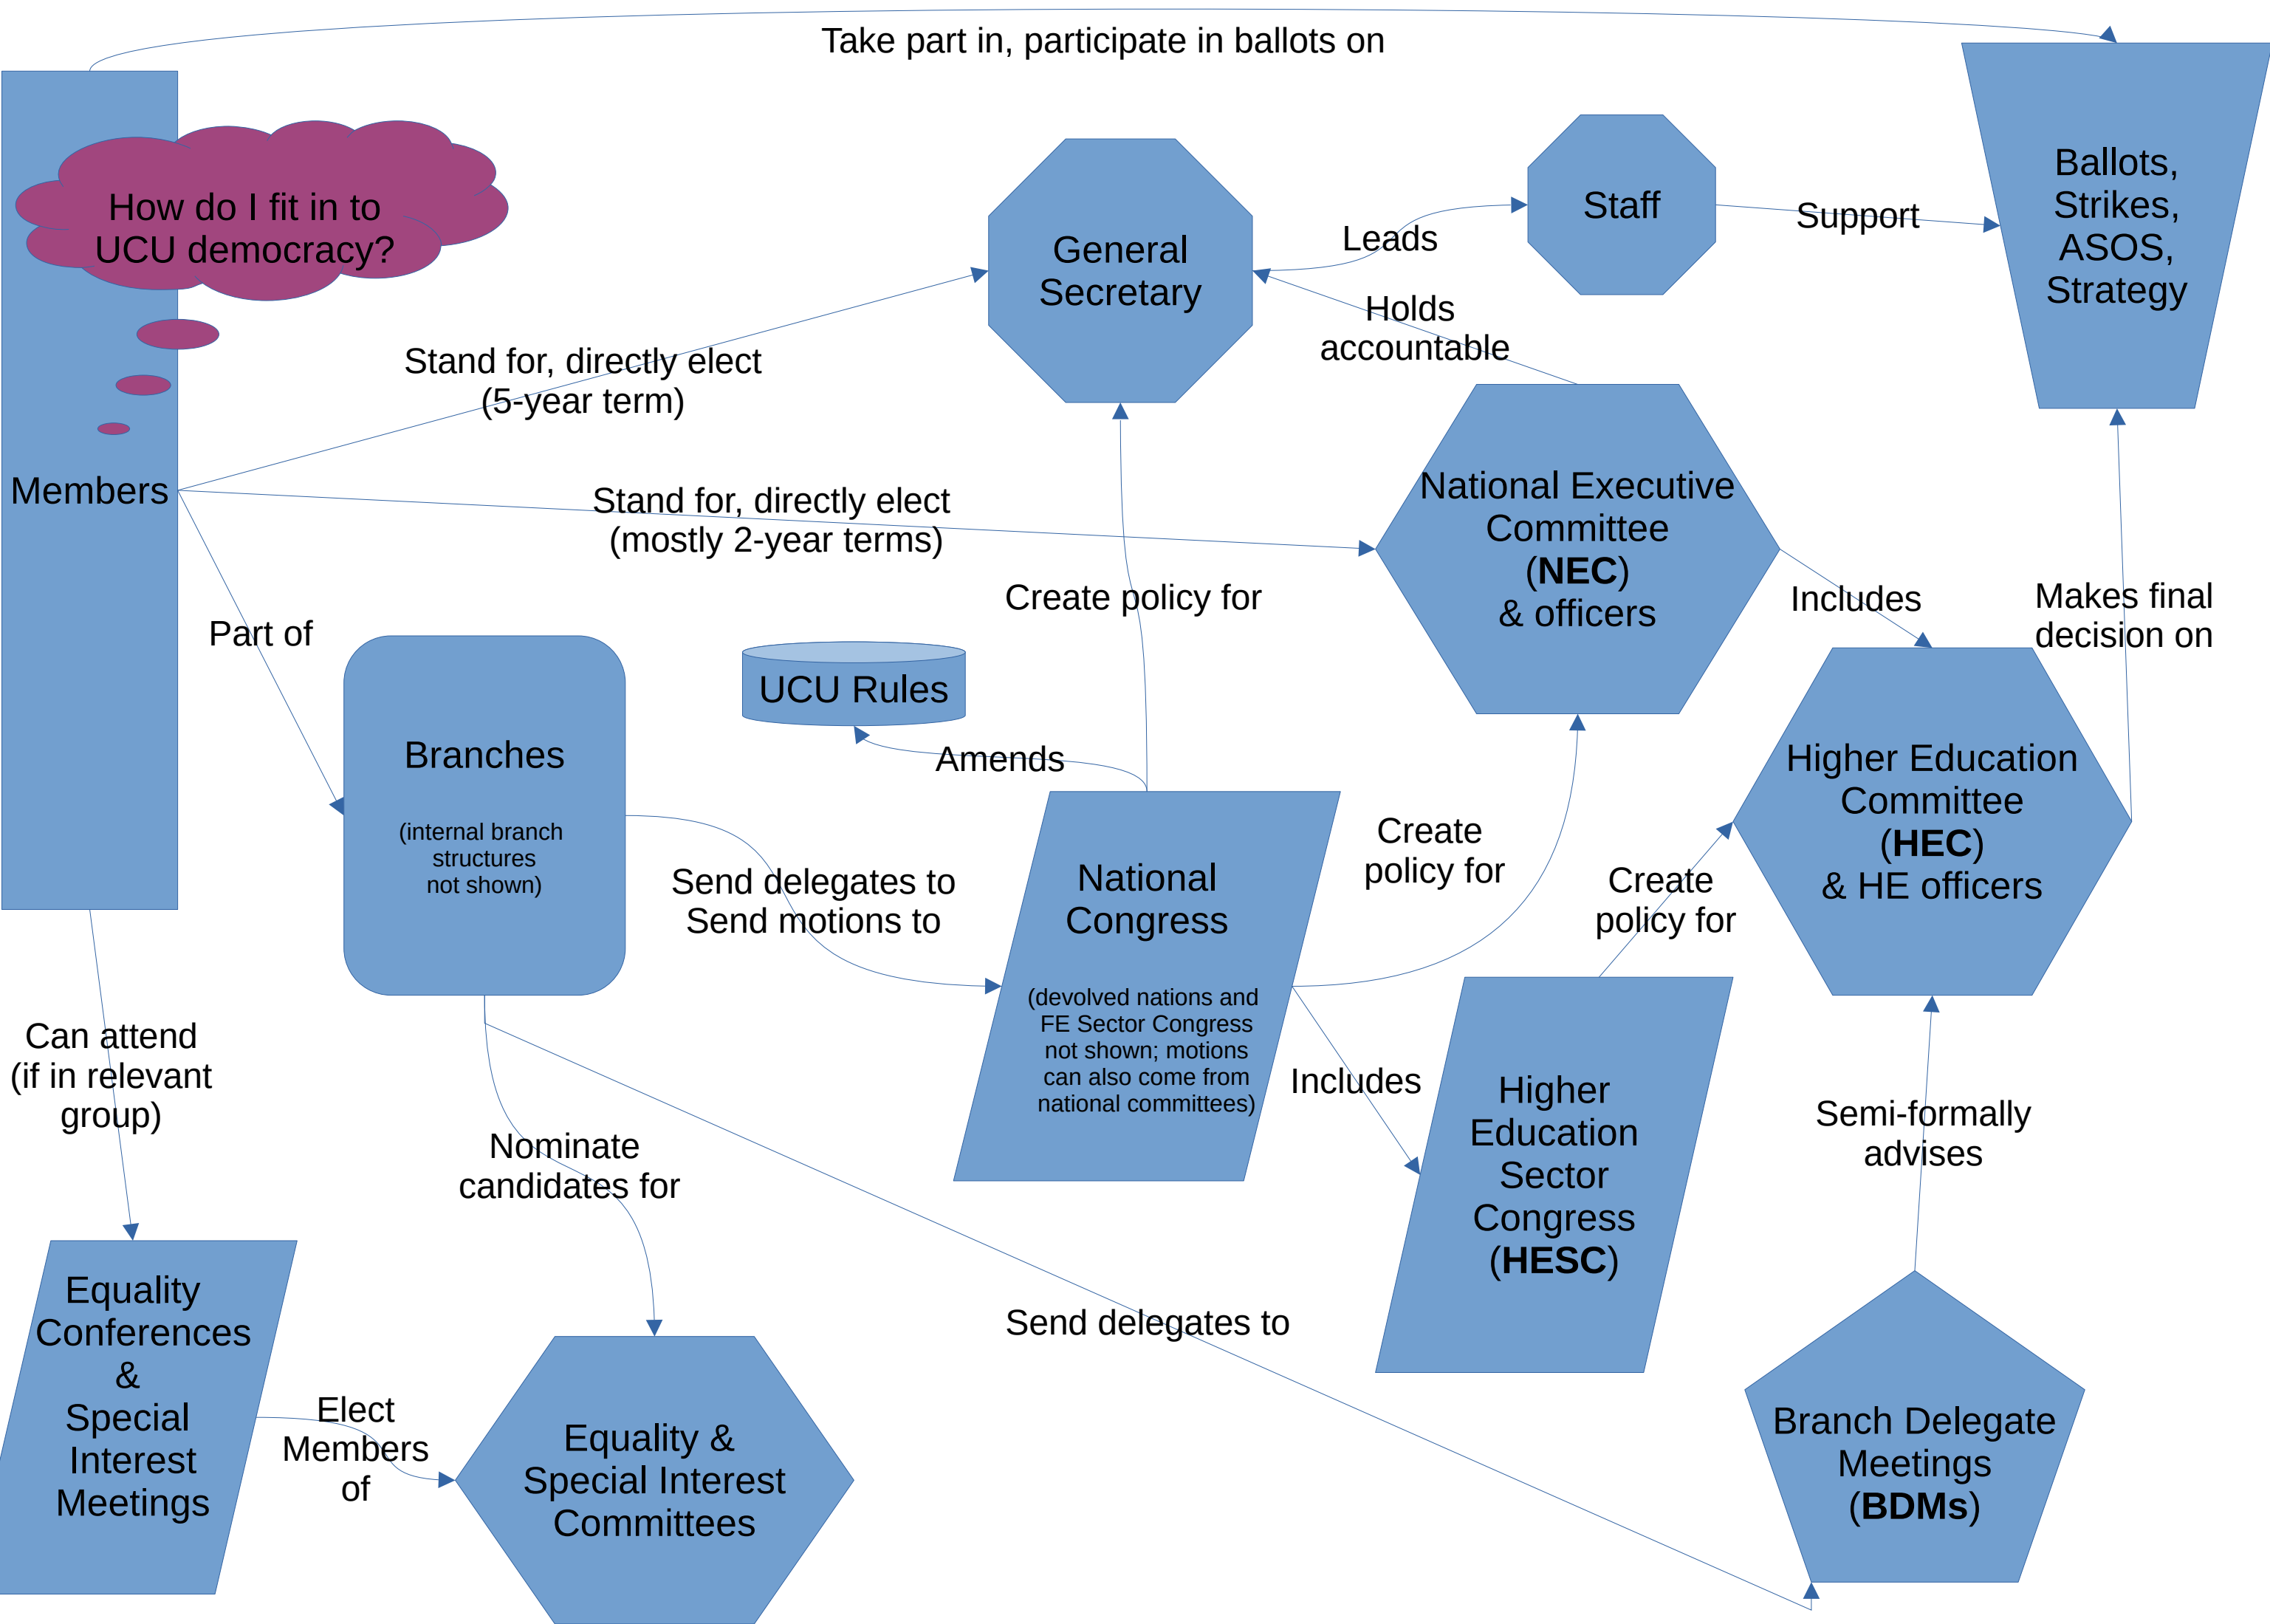 Take part in, participate in ballots on
How do I fit in to
UCU democracy?
Members
General
Secretary
Leads
Staff
Support
Ballots,
Strikes,
ASOS,
Strategy
Holds
accountable
Stand for, directly elect
(5-year term)
Stand for, directly elect
(mostly 2-year terms)
National Executive
Committee
(NEC)
& officers
Create policy for
Includes
Makes final
decision on
Part of
Branches
(internal branch
structures
not shown)
UCU Rules
Amends
Send delegates to
Send motions to
National
Congress
(devolved nations and
FE Sector Congress
not shown; motions
can also come from
national committees)
Create
policy for
Create
policy for
Higher Education
Committee
(HEC)
& HE officers
Can attend
(if in relevant
group)
Nominate
candidates for
Includes
Higher
Education
Sector
Congress
(HESC)
Semi-formally
advises
Equality
Conferences
&
Special
Interest
Meetings
Elect
Members
of
Equality &
Special Interest
Committees
Send delegates to
Branch Delegate
Meetings
(BDMs)